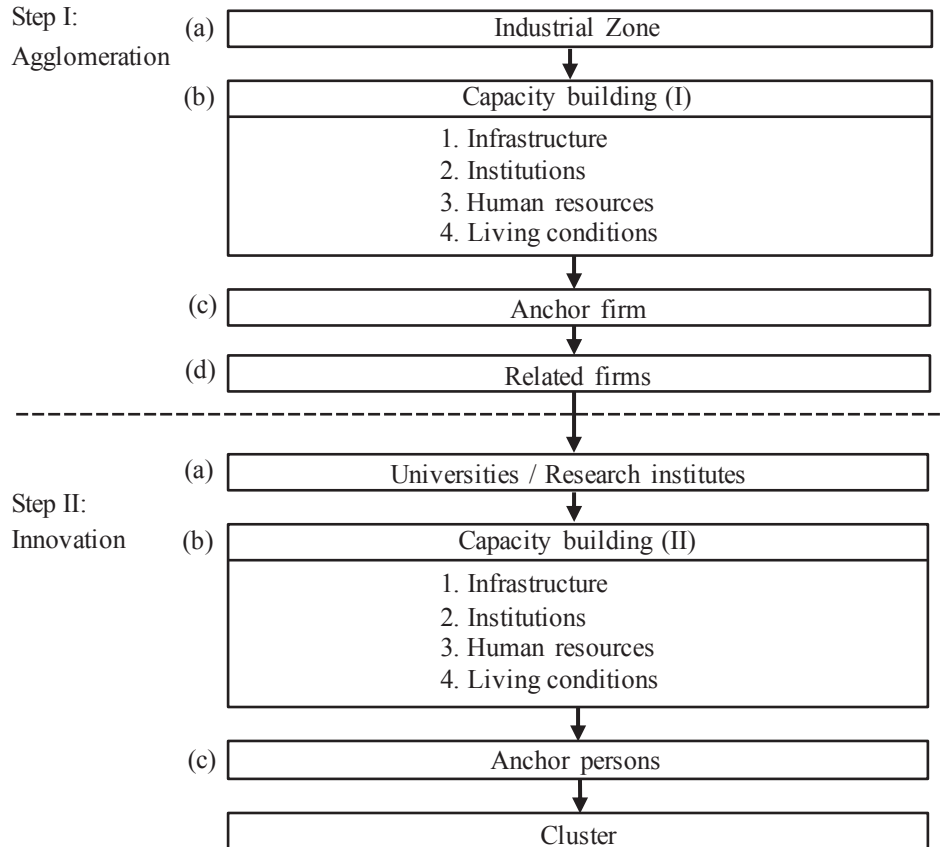 Step I:
Agglomeration
(a)
Industrial Zone
(b)
Capacity building (I)
1. Infrastructure
2. Institutions
3. Human resources
4. Living conditions
(c)
Anchor firm
(d)
Related firms
Step II:
Innovation
(a)
Universities / Research institutes
(b)
Capacity building (II)
1. Infrastructure
2. Institutions
3. Human resources
4. Living conditions
(c)
Anchor persons
Cluster